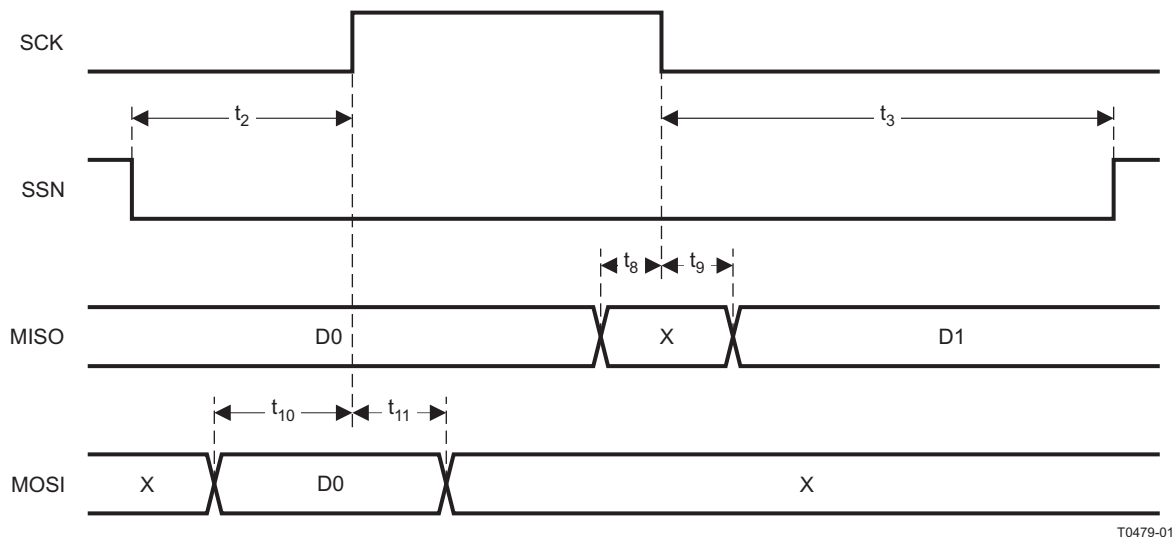 SCK
t2
t3
SSN
t8
t9
MISO
D0
X
D1
t10
t11
MOSI
X
D0
X
T0479-01